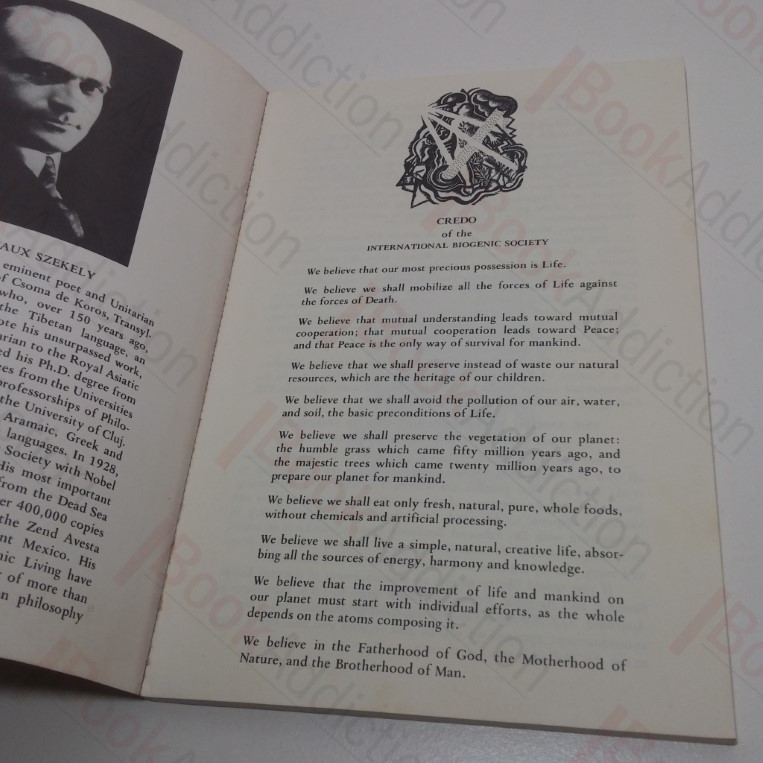 AUX SZEKELY
eminent poet and Unitarian
f Csoma de Koros, Transyl-
who, over 150 years ago,
the Tibetan language, an
ote his unsurpassed work,
arian to the Royal Asiatic
ed his Ph.D. degree from
es from the Universities
professorships of Philo-
the University of Cluj.
Aramaic, Greek and
languages. In 1928,
Society with Nobel
His most important
from the Dead Sea
er 400,000 copies
the Zend Avesta
ent Mexico. His
nic Living have
of more than
n philosophy
CREDO
of the
INTERNATIONAL BIOGENIC SOCIETY
We believe that our most precious possession is Life.
We believe we shall mobilize all the forces of Life against
the forces of Death.
We believe that mutual understanding leads toward mutual
cooperation; that mutual cooperation leads toward Peace;
and that Peace is the only way of survival for mankind.
We believe that we shall preserve instead of waste our natural
resources, which are the heritage of our children.
We believe that we shall avoid the pollution of our air, water,
and soil, the basic preconditions of Life.
We believe we shall preserve the vegetation of our planet:
the humble grass which came fifty million years ago, and
the majestic trees which came twenty million years ago, to
prepare our planet for mankind.
We believe we shall eat only fresh, natural, pure, whole foods,
without chemicals and artificial processing.
We believe we shall live a simple, natural, creative life, absor-
bing all the sources of energy, harmony and knowledge.
We believe that the improvement of life and mankind on
our planet must start with individual efforts, as the whole
depends on the atoms composing it.
We believe in the Fatherhood of God, the Motherhood of
Nature, and the Brotherhood of Man.
BookAddiction